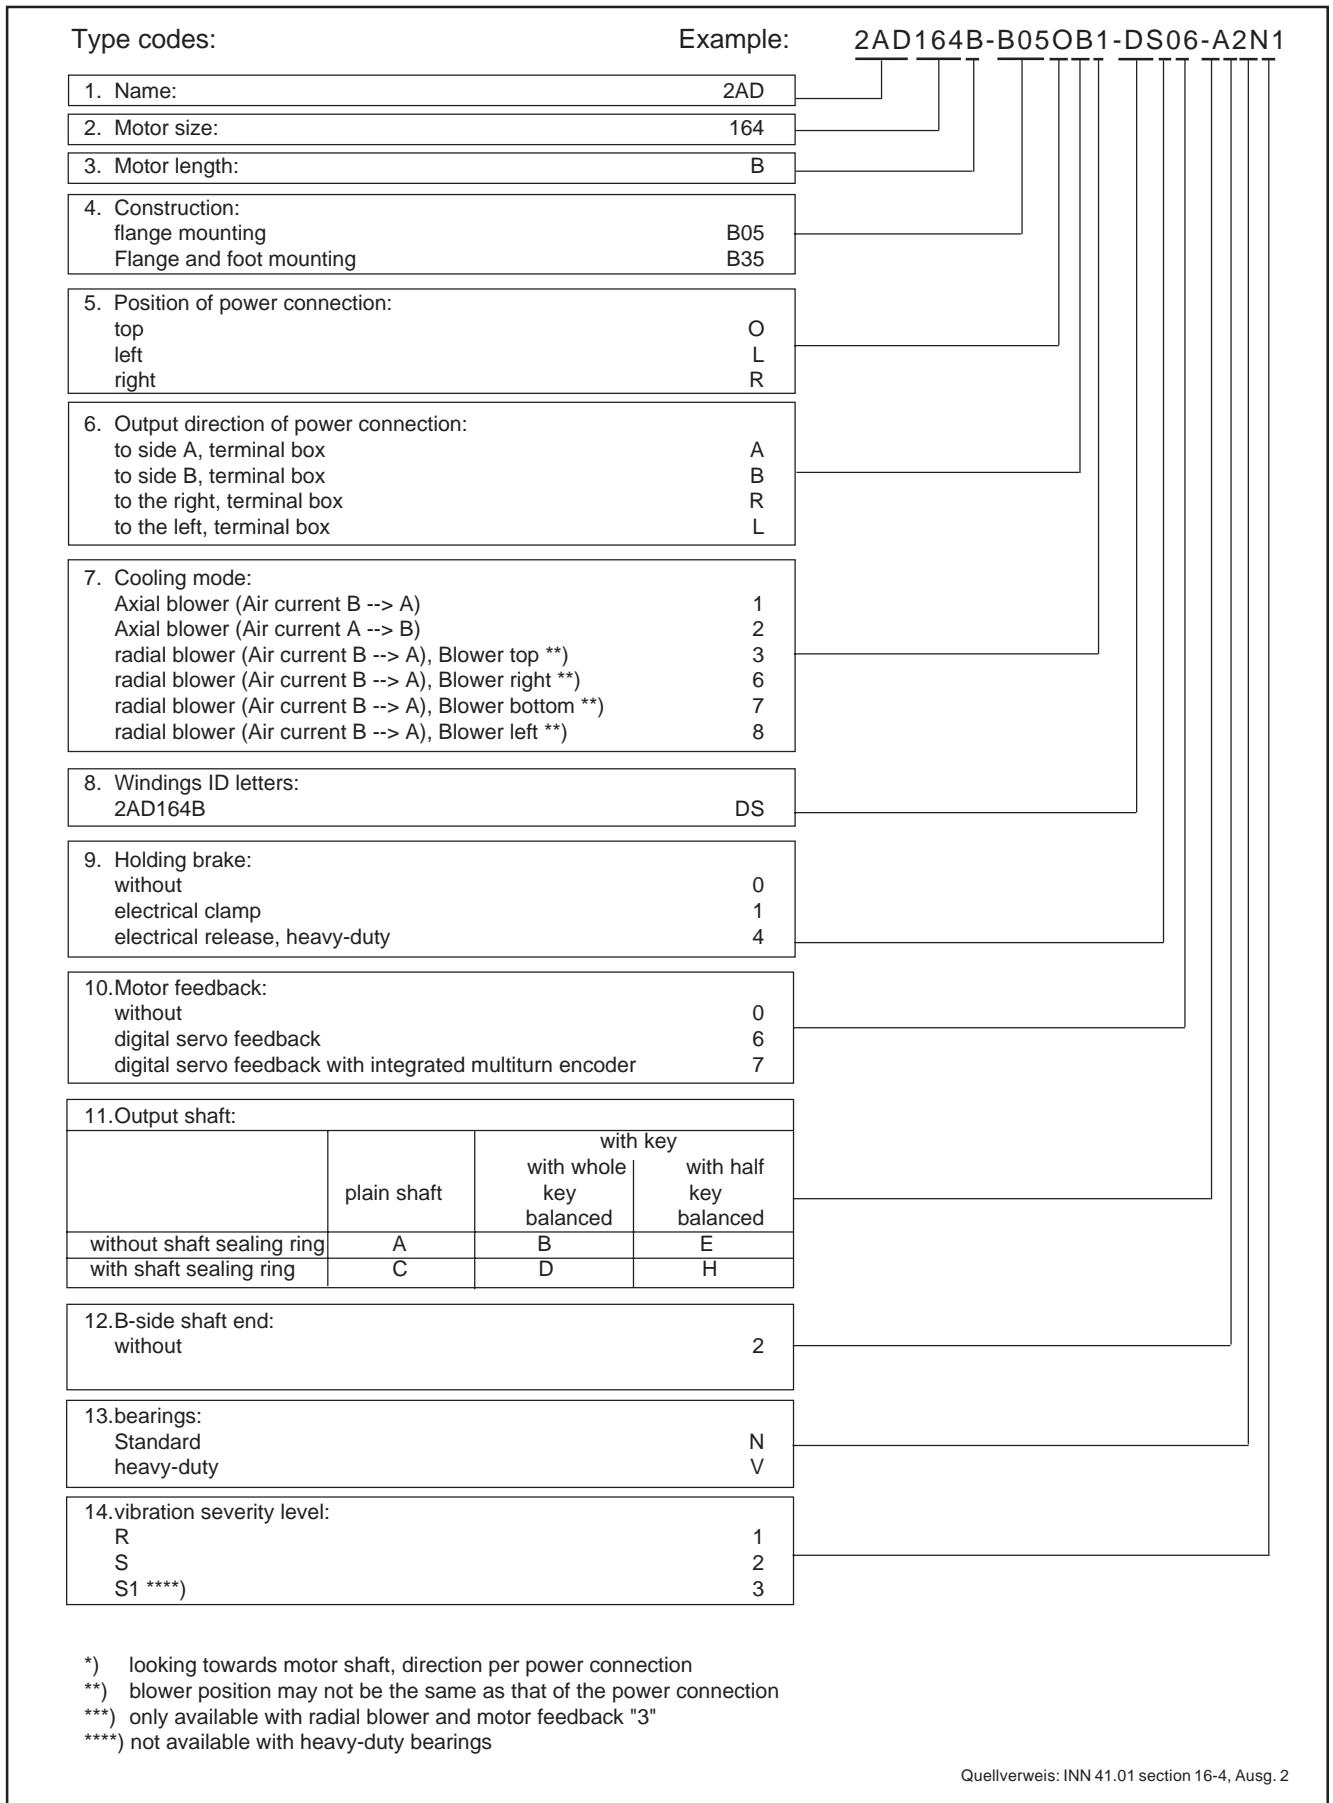 Type codes: Example: 2AD164B-B05OB1-DS06-A2N1
1. Name: 2AD
2. Motor size: 164
3. Motor length: B
4. Construction:
flange mounting B05
Flange and foot mounting B35
5. Position of power connection:
top O
left L
right R
6. Output direction of power connection:
to side A, terminal box A
to side B, terminal box B
to the right, terminal box R
to the left, terminal box L
7. Cooling mode:
Axial blower (Air current B --> A) 1
Axial blower (Air current A --> B) 2
radial blower (Air current B --> A), Blower top **) 3
radial blower (Air current B --> A), Blower right **) 6
radial blower (Air current B --> A), Blower bottom **) 7
radial blower (Air current B --> A), Blower left **) 8
8. Windings ID letters:
2AD164B DS
9. Holding brake:
without 0
electrical clamp 1
electrical release, heavy-duty 4
10.Motor feedback:
without 0
digital servo feedback 6
digital servo feedback with integrated multiturn encoder 7
11.Output shaft:
with key
with whole with half
plain shaft key key
balanced balanced
without shaft sealing ring A B E
with shaft sealing ring C D H
12.B-side shaft end:
without 2
13.bearings:
Standard N
heavy-duty V
14.vibration severity level:
R 1
S 2
S1 ****) 3
*) looking towards motor shaft, direction per power connection
**) blower position may not be the same as that of the power connection
***) only available with radial blower and motor feedback "3"
****) not available with heavy-duty bearings
Quellverweis: INN 41.01 section 16-4, Ausg. 2